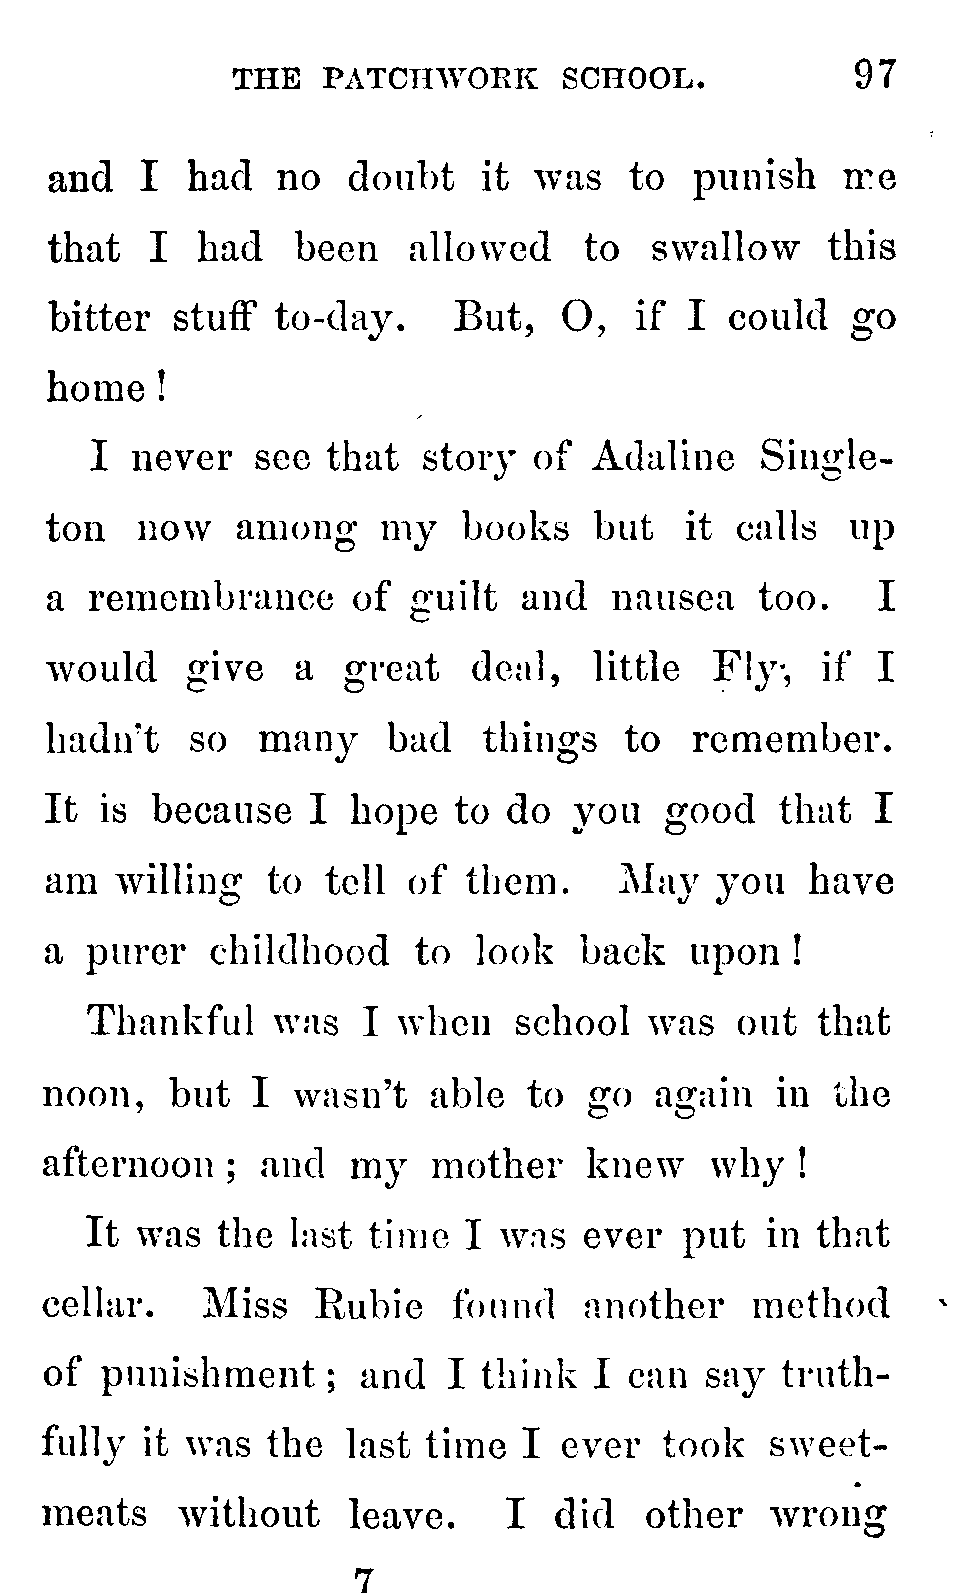 THE PATCHWORK SCHOOL. 97
and I had no doubt it was to punish me
that I had been allowed to swallow this
bitter stuff to-day. But, O, if I could go
home!
I never see that story of Adaline Single-
ton now among my books but it calls up
a remembrance of guilt and nausea too. I
would give a great deal, little Fly, if I
hadn't so many bad things to remember.
It is because I hope to do you good that I
am willing to tell of them. May you have
a purer childhood to look back upon!
Thankful was I when school was out that
noon, but I wasn't able to go again in the
afternoon; and my mother knew why!
It was the last time I was ever put in that
cellar. Miss Rubie found another method
of punishment; and I think I can say truth-
fully it was the last time I ever took sweet-
meats without leave. I did other wrong
7